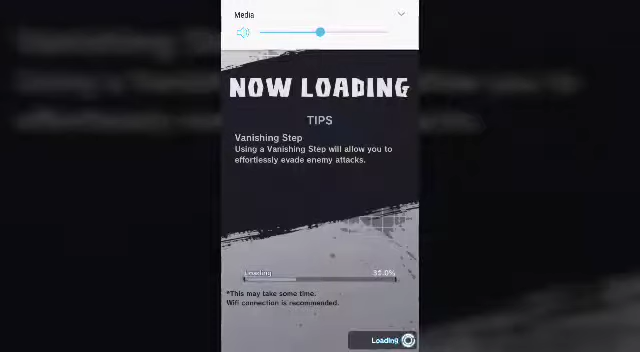 Media
NOW LOADING
TIPS
Vanishing Step
Using a Vanishing Step will allow you to
effortlessly evade enemy attacks.
Loading 35.0%
*This may take some time.
Wifi connection is recommended.
Loading